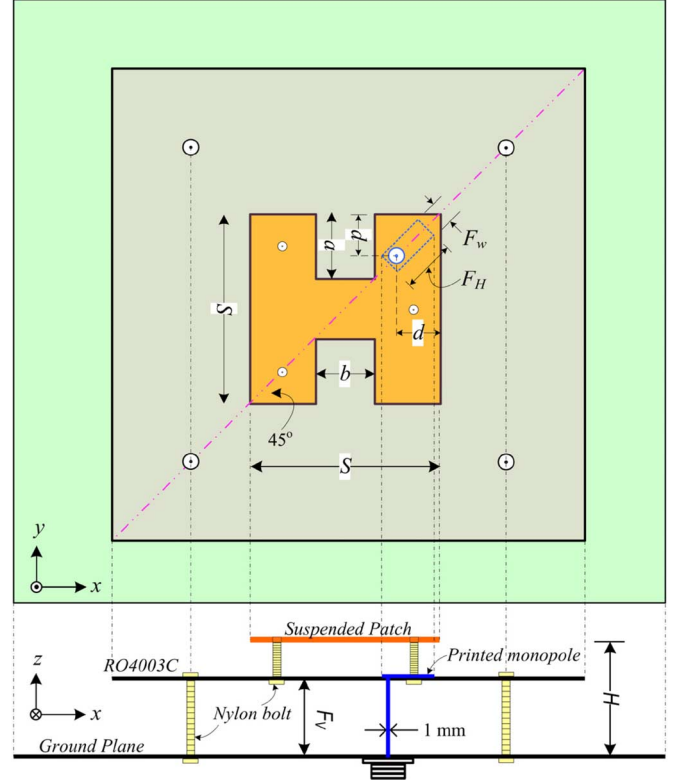 a
d
F_w
F_H
S
d
b
45°
S
y
x
Suspended Patch
z
RO4003C
Printed monopole
x
Nylon bolt
F_V
1 mm
H
Ground Plane